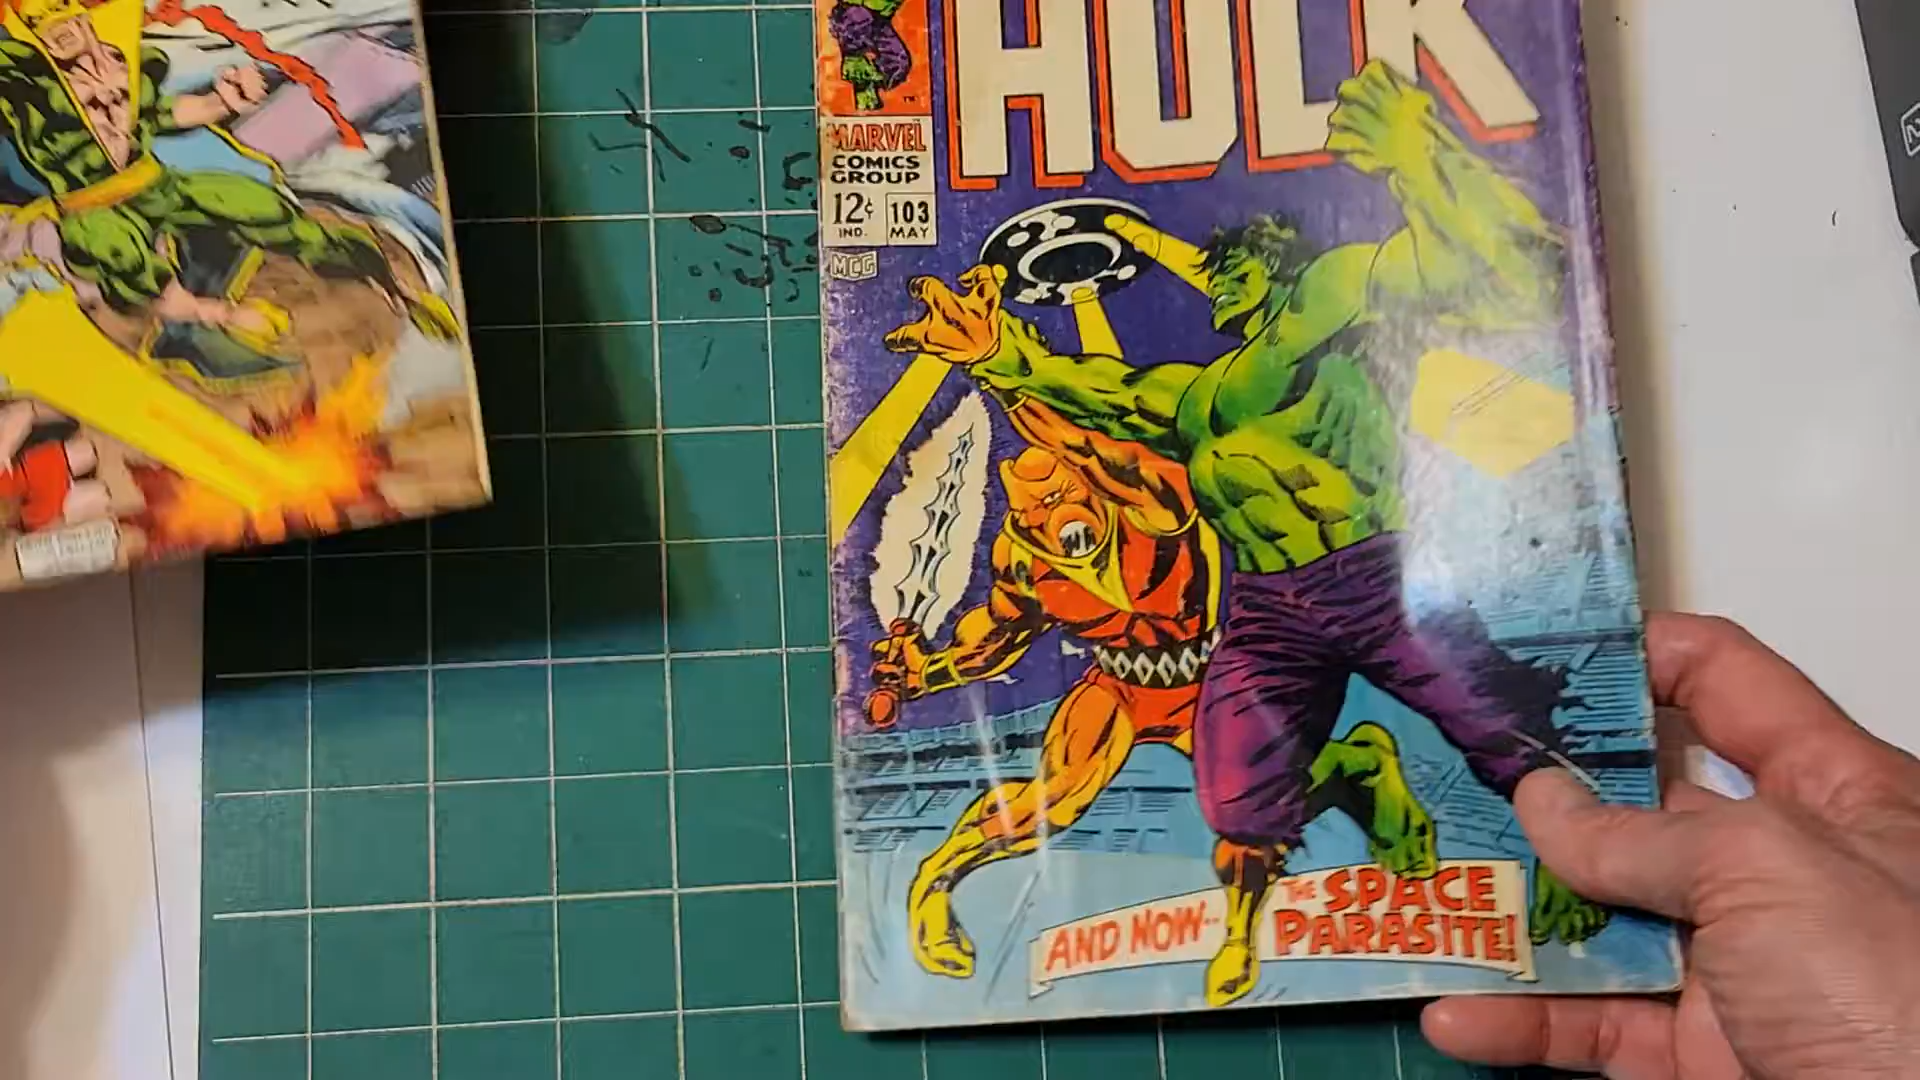 HULK
MARVEL
COMICS
GROUP
12¢ 103
IND. MAY
MCG
AND NOW--
THE SPACE
PARASITE!